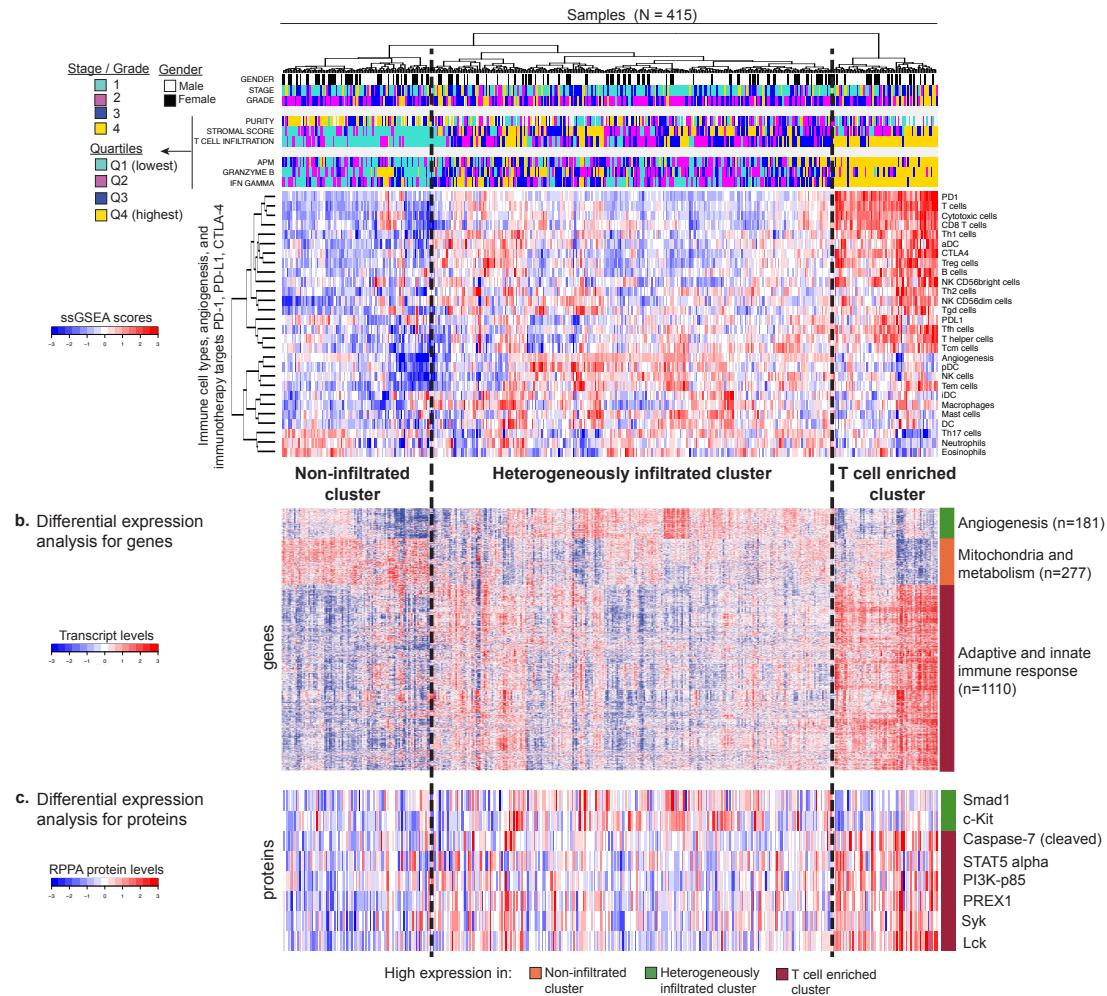 Samples (N = 415)
Stage / Grade
1
2
3
4
Gender
Male
Female
Quartiles
Q1 (lowest)
Q2
Q3
Q4 (highest)
GENDER
STAGE
GRADE
PURITY
STROMAL SCORE
T CELL INFILTRATION
APM
GRANZYME B
IFN GAMMA
ssGSEA scores
-3 -2 -1 0 1 2 3
Immune cell types, angiogenesis, and
immunotherapy targets PD-1, PD-L1, CTLA-4
PD1
T cells
Cytotoxic cells
CD8 T cells
Th1 cells
aDC
CTLA4
Treg cells
B cells
NK CD56bright cells
Th2 cells
NK CD56dim cells
Tgd cells
PDL1
Tfh cells
T helper cells
Tcm cells
Angiogenesis
pDC
NK cells
Tem cells
iDC
Macrophages
Mast cells
DC
Th17 cells
Neutrophils
Eosinophils
Non-infiltrated
cluster
Heterogeneously infiltrated cluster
T cell enriched
cluster
b. Differential expression
analysis for genes
Transcript levels
-3 -2 -1 0 1 2 3
genes
Angiogenesis (n=181)
Mitochondria and
metabolism (n=277)
Adaptive and innate
immune response
(n=1110)
c. Differential expression
analysis for proteins
RPPA protein levels
-3 -2 -1 0 1 2 3
proteins
Smad1
c-Kit
Caspase-7 (cleaved)
STAT5 alpha
PI3K-p85
PREX1
Syk
Lck
High expression in:
Non-infiltrated
cluster
Heterogeneously
infiltrated cluster
T cell enriched
cluster